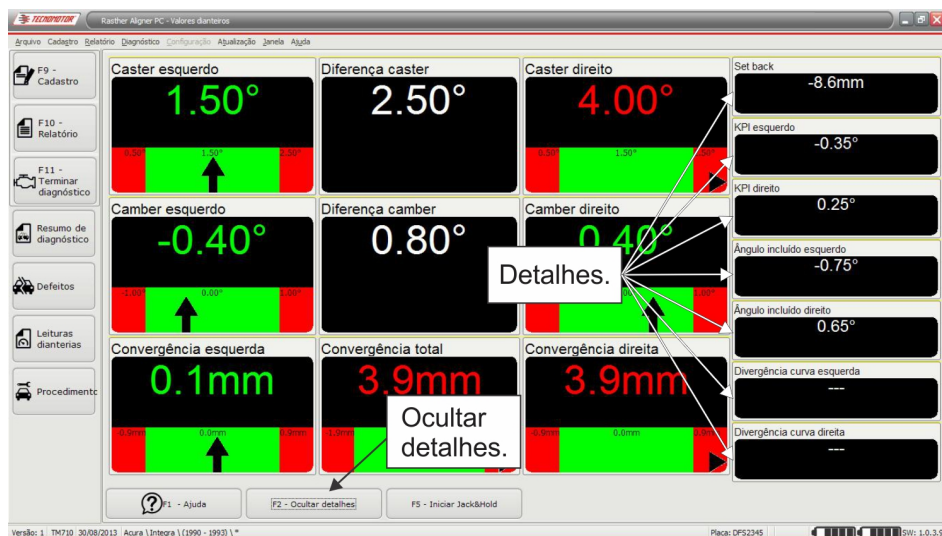 TECNOMOTOR
Rasther Aligner PC - Valores dianteiros
Arquivo Cadastro Relatório Diagnóstico Configuração Atualização Janela Ajuda
F9 -
Cadastro
F10 -
Relatório
F11 -
Terminar
diagnóstico
Resumo de
diagnóstico
Defeitos
Leituras
dianterias
Procedimento
Caster esquerdo
1.50°
0.50° 1.50° 2.50°
Diferença caster
2.50°
Caster direito
4.00°
0.50° 1.50° 2.50°
Camber esquerdo
-0.40°
-1.00° 0.00° 1.00°
Diferença camber
0.80°
Camber direito
0.40°
1.00°
Convergência esquerda
0.1mm
-0.9mm 0.0mm 0.9mm
Convergência total
3.9mm
-1.9mm
Convergência direita
3.9mm
-0.9mm 0.0mm 0.9mm
Set back
-8.6mm
KPI esquerdo
-0.35°
KPI direito
0.25°
Ângulo incluído esquerdo
-0.75°
Ângulo incluído direito
0.65°
Divergência curva esquerda
---
Divergência curva direita
---
Detalhes.
Ocultar
detalhes.
F1 - Ajuda
F2 - Ocultar detalhes
F5 - Iniciar Jack&Hold
Versão: 1 TM710 30/08/2013 Acura \ Integra \ (1990 - 1993) \ * Placa: DFS2345 SW: 1.0.3.9